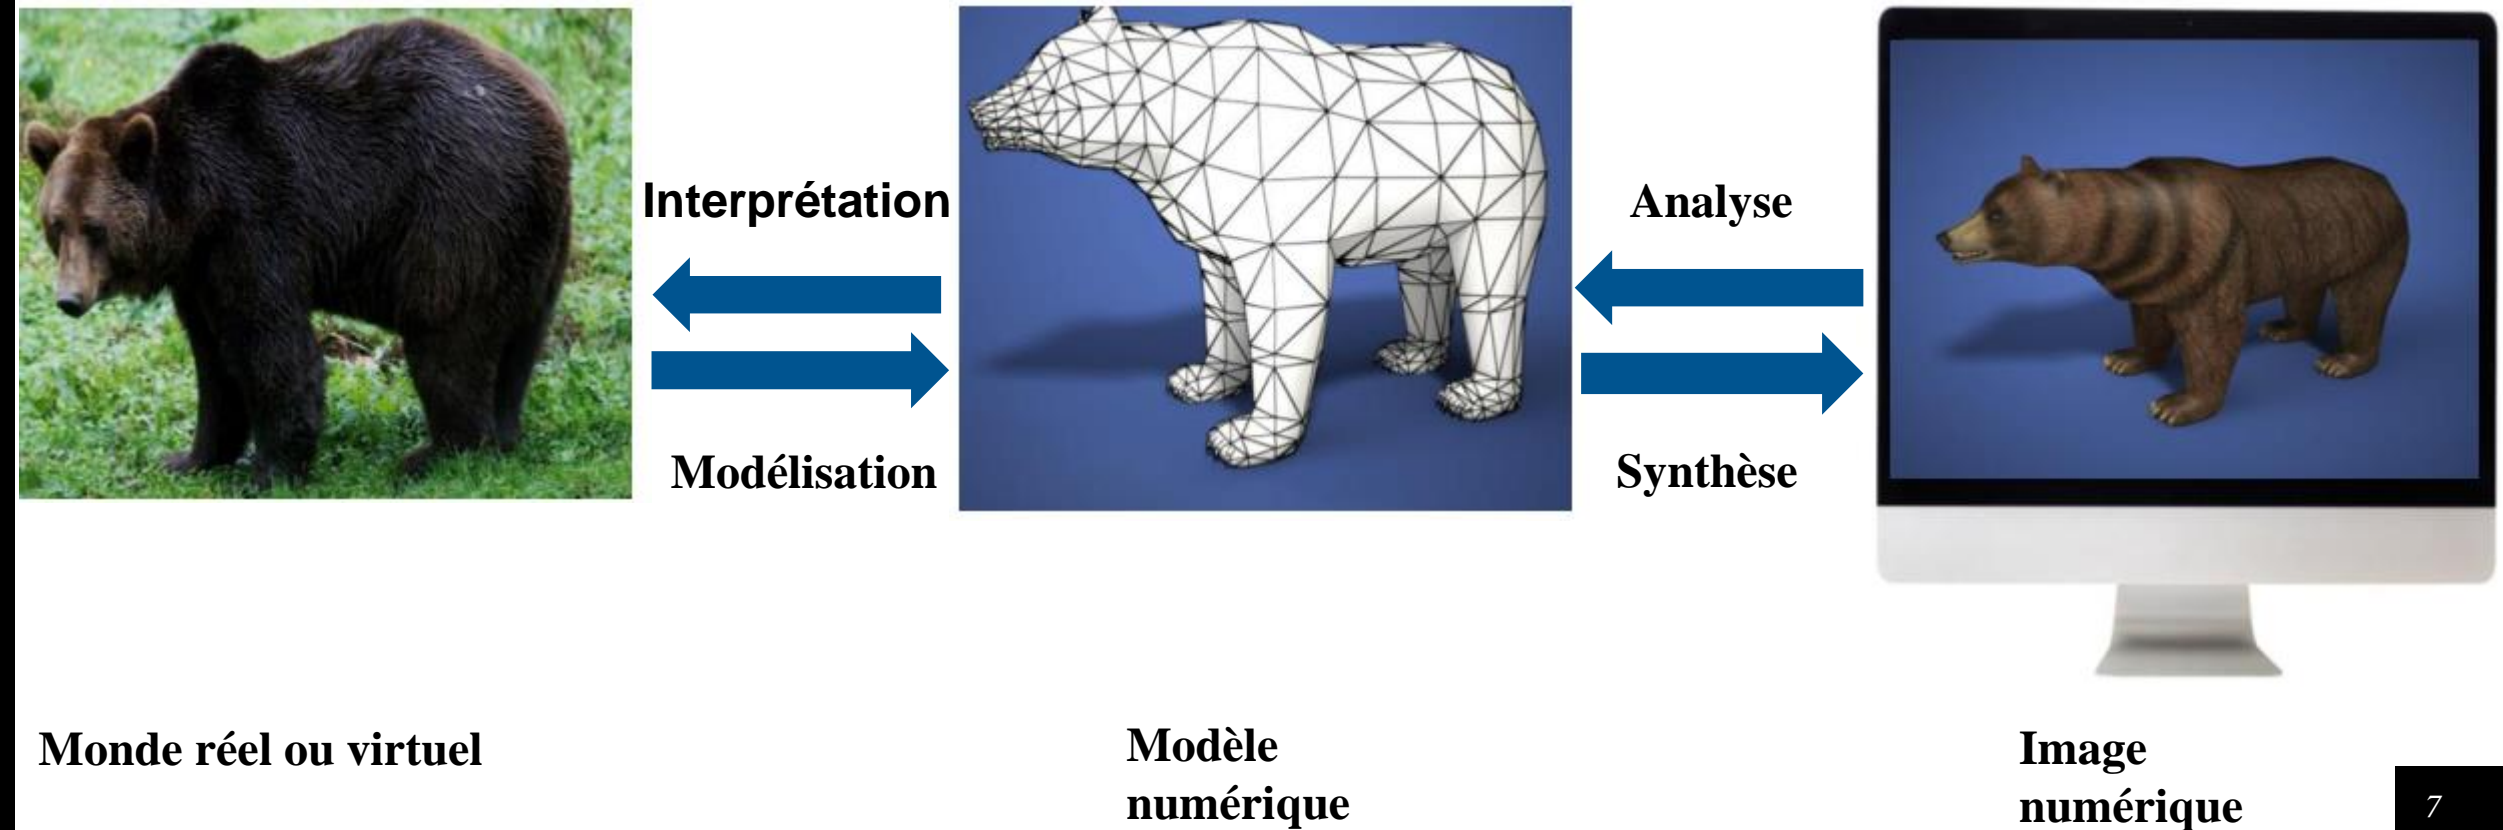 Interprétation
Analyse
Modélisation
Synthèse
Monde réel ou virtuel
Modèle
numérique
Image
numérique
7